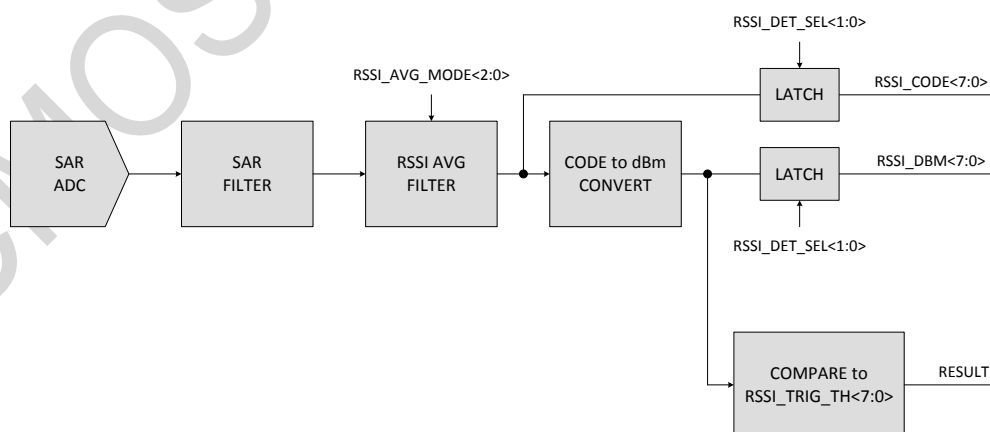 RSSI_DET_SEL<1:0>
RSSI_AVG_MODE<2:0>
LATCH
RSSI_CODE<7:0>
SAR
ADC
SAR
FILTER
RSSI AVG
FILTER
CODE to dBm
CONVERT
LATCH
RSSI_DBM<7:0>
RSSI_DET_SEL<1:0>
COMPARE to
RSSI_TRIG_TH<7:0>
RESULT